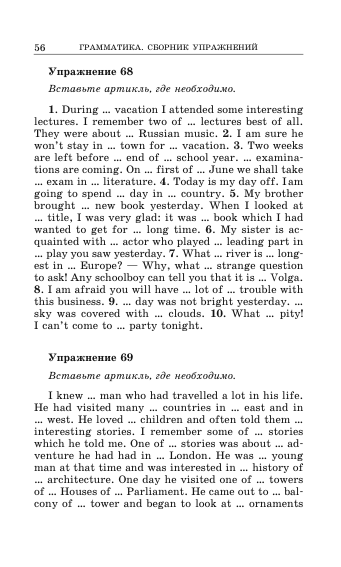 56
ГРАММАТИКА. СБОРНИК УПРАЖНЕНИЙ
Упражнение 68
Вставьте артикль, где необходимо.
1. During ... vacation I attended some interesting
lectures. I remember two of ... lectures best of all.
They were about ... Russian music. 2. I am sure he
won't stay in ... town for ... vacation. 3. Two weeks
are left before ... end of ... school year. ... examina-
tions are coming. On ... first of ... June we shall take
... exam in ... literature. 4. Today is my day off. I am
going to spend ... day in ... country. 5. My brother
brought ... new book yesterday. When I looked at
... title, I was very glad: it was ... book which I had
wanted to get for ... long time. 6. My sister is ac-
quainted with ... actor who played ... leading part in
... play you saw yesterday. 7. What ... river is ... long-
est in ... Europe? — Why, what ... strange question
to ask! Any schoolboy can tell you that it is ... Volga.
8. I am afraid you will have ... lot of ... trouble with
this business. 9. ... day was not bright yesterday. ...
sky was covered with ... clouds. 10. What ... pity!
I can't come to ... party tonight.
Упражнение 69
Вставьте артикль, где необходимо.
I knew ... man who had travelled a lot in his life.
He had visited many ... countries in ... east and in
... west. He loved ... children and often told them ...
interesting stories. I remember some of ... stories
which he told me. One of ... stories was about ... ad-
venture he had had in ... London. He was ... young
man at that time and was interested in ... history of
... architecture. One day he visited one of ... towers
of ... Houses of ... Parliament. He came out to ... bal-
cony of ... tower and began to look at ... ornaments